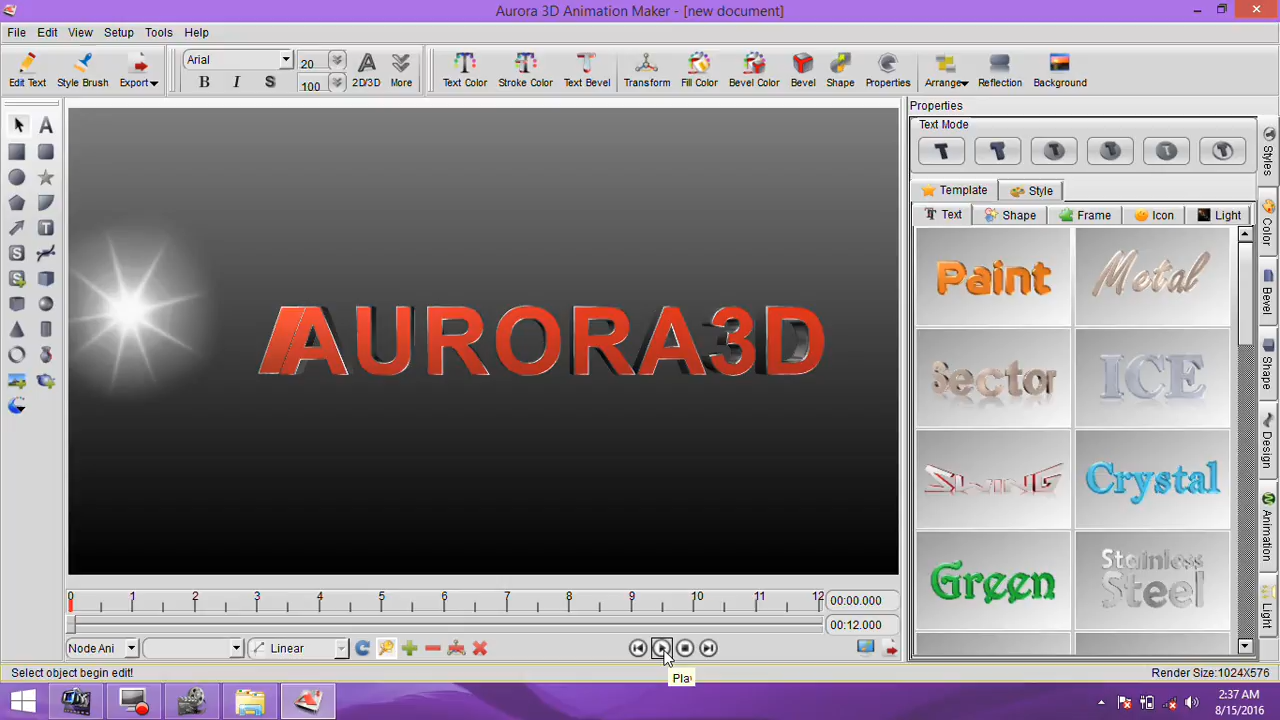 Aurora 3D Animation Maker - [new document]
File Edit View Setup Tools Help
Arial 20
B I S 100
Edit Text Style Brush Export 2D/3D More Text Color Stroke Color Text Bevel Transform Fill Color Bevel Color Bevel Shape Properties Arrange Reflection Background
Properties
Text Mode
Template Style
Text Shape Frame Icon Light
Paint Metal
Sector ICE
SWING Crystal
Green Stainless Steel
Styles
Color
Bevel
Shape
Design
Animation
Light
AURORA3D
0 1 2 3 4 5 6 7 8 9 10 11 12 00:00.000
00:12.000
Node Ani Linear
Play
Select object begin edit! Render Size:1024X576
2:37 AM
8/15/2016